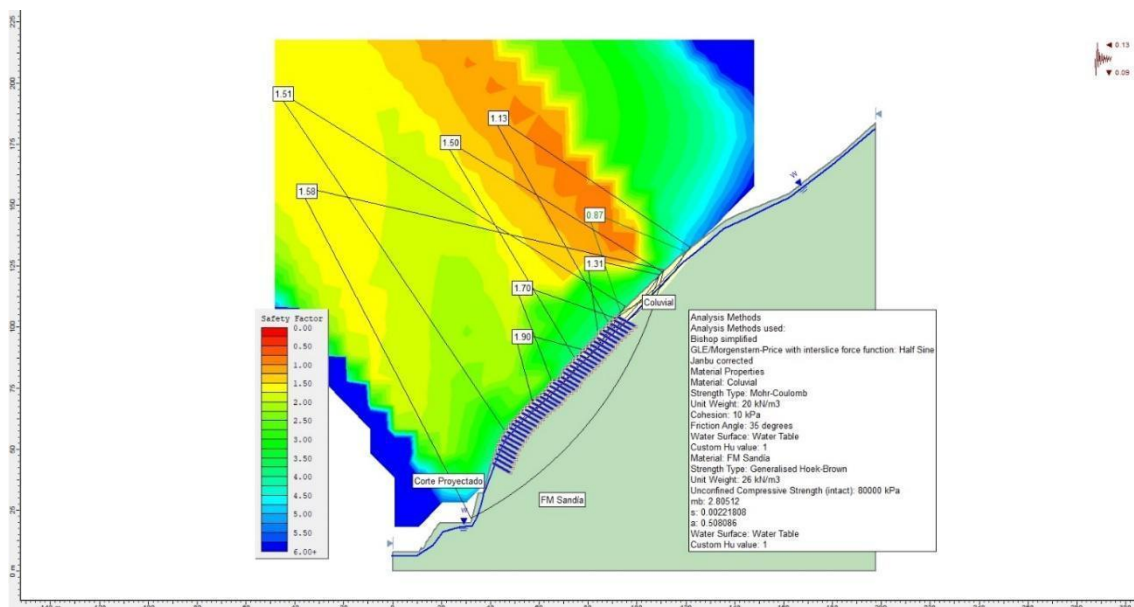 225
200
175
150
125
100
75
50
25
0 m
0.13
0.09
1.51
1.13
1.50
1.58
0.87
1.31
1.70
1.90
W
W
Coluvial
Corte Proyectado
FM Sandía
Safety Factor
0.00
0.50
1.00
1.50
2.00
2.50
3.00
3.50
4.00
4.50
5.00
5.50
6.00+
Analysis Methods
Analysis Methods used:
Bishop simplified
GLE/Morgenstern-Price with interslice force function: Half Sine
Janbu corrected
Material Properties
Material: Coluvial
Strength Type: Mohr-Coulomb
Unit Weight: 20 kN/m3
Cohesion: 10 kPa
Friction Angle: 35 degrees
Water Surface: Water Table
Custom Hu value: 1
Material: FM Sandía
Strength Type: Generalised Hoek-Brown
Unit Weight: 26 kN/m3
Unconfined Compressive Strength (intact): 80000 kPa
mb: 2.80512
s: 0.00221808
a: 0.508086
Water Surface: Water Table
Custom Hu value: 1